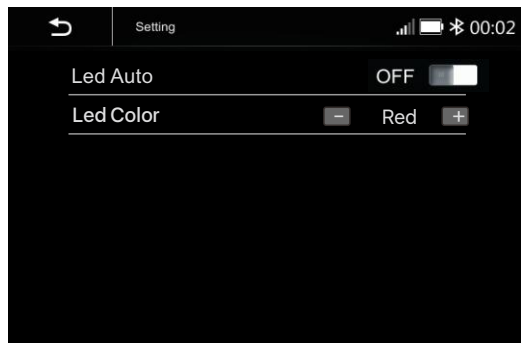 Setting 00:02
Led Auto OFF
Led Color - Red +